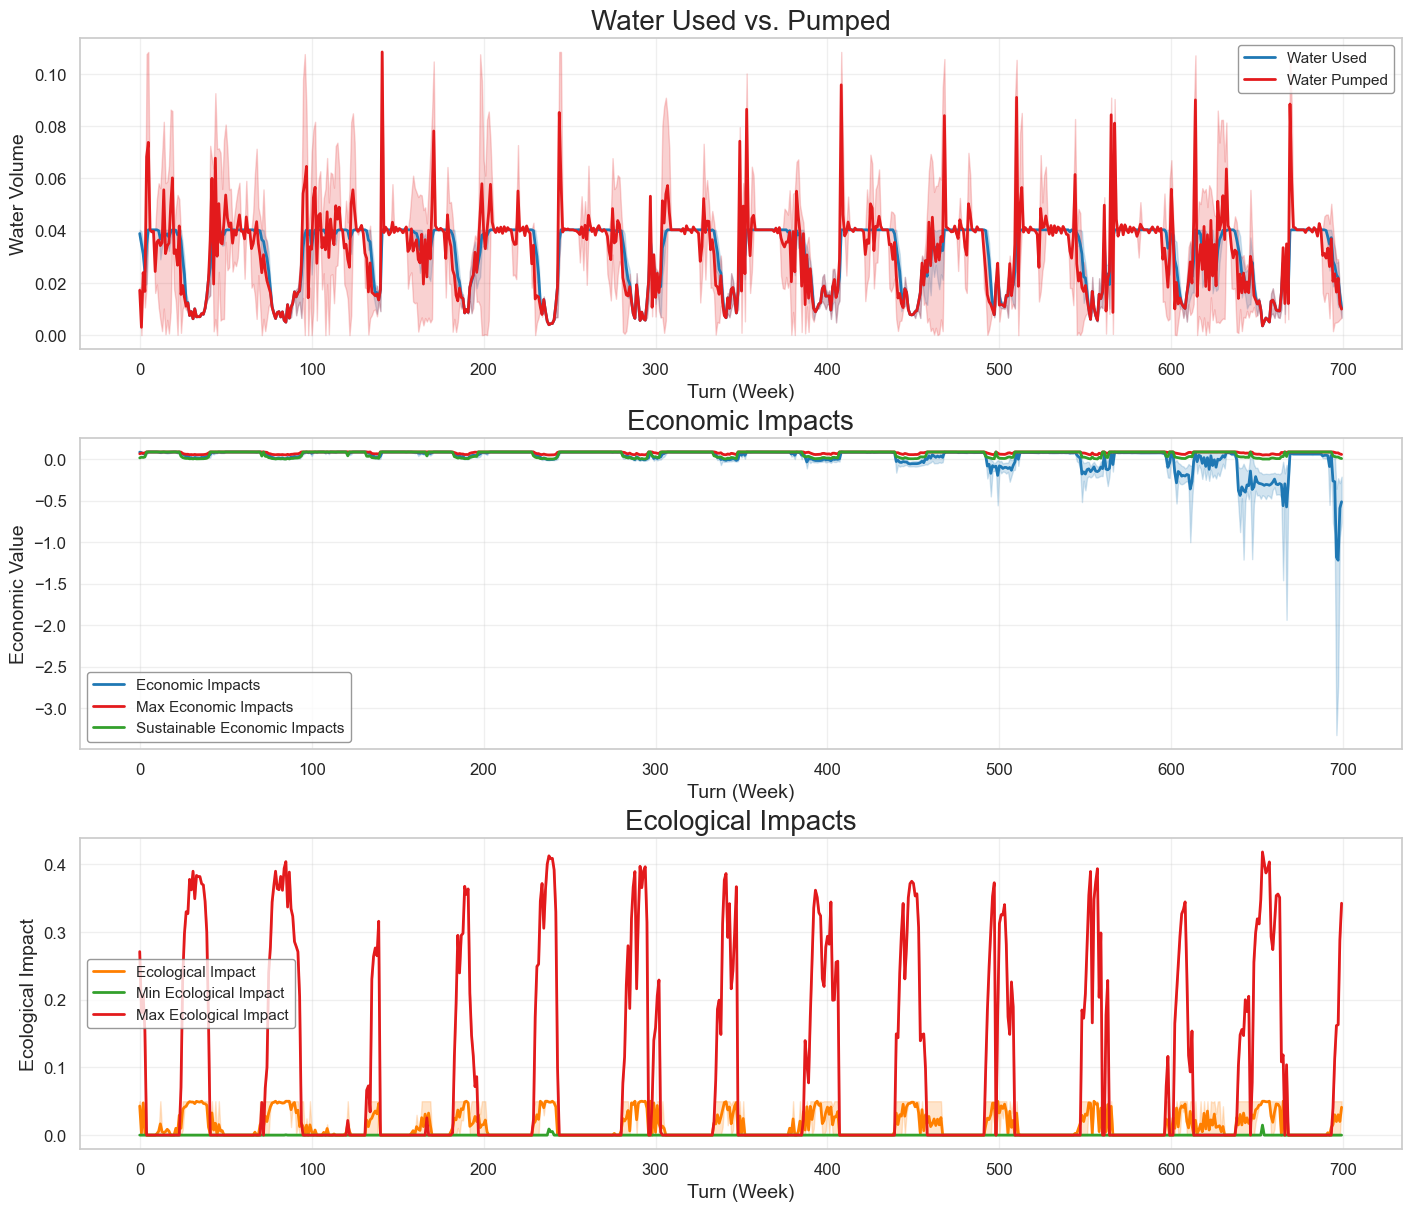 Water Used vs. Pumped
Water Volume
0.10
0.08
0.06
0.04
0.02
0.00
Water Used
Water Pumped
0 100 200 300 400 500 600 700
Turn (Week)
Economic Impacts
Economic Value
0.0
−0.5
−1.0
−1.5
−2.0
−2.5
−3.0
Economic Impacts
Max Economic Impacts
Sustainable Economic Impacts
0 100 200 300 400 500 600 700
Turn (Week)
Ecological Impacts
Ecological Impact
0.4
0.3
0.2
0.1
0.0
Ecological Impact
Min Ecological Impact
Max Ecological Impact
0 100 200 300 400 500 600 700
Turn (Week)